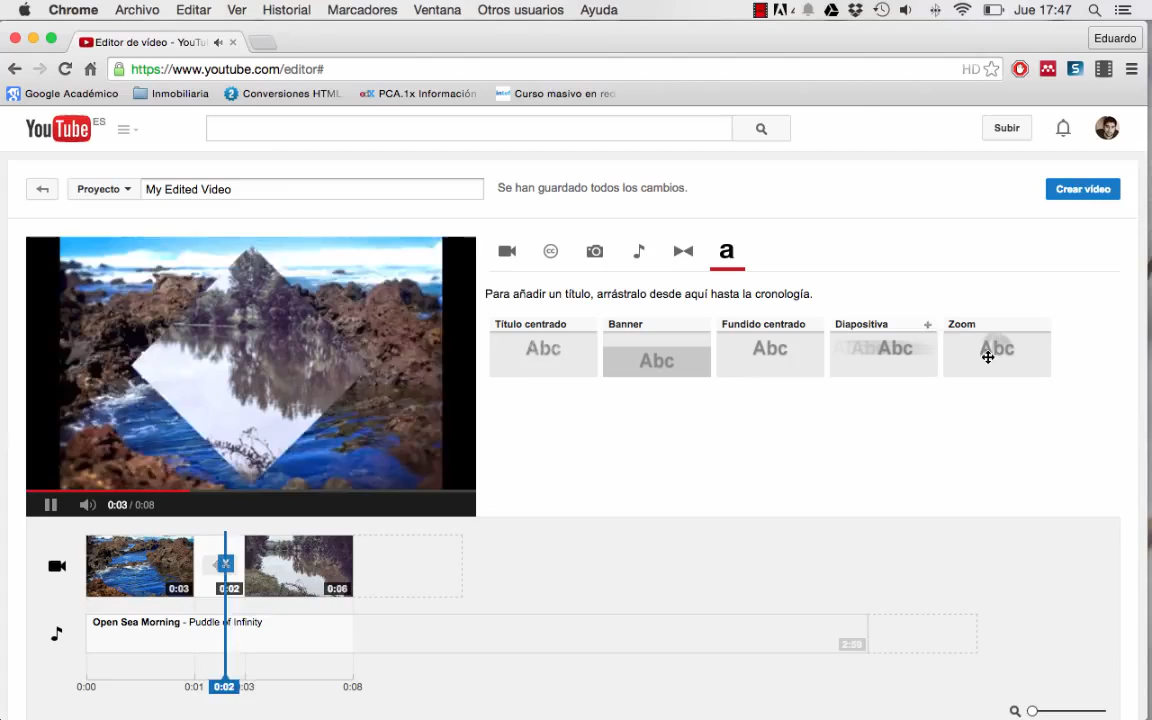 Chrome Archivo Editar Ver Historial Marcadores Ventana Otros usuarios Ayuda Jue 17:47
Editor de vídeo - YouTu
Eduardo
https://www.youtube.com/editor# HD
Google Académico Inmobiliaria Conversiones HTML PCA.1x Información Curso masivo en red
YouTube ES Subir
Proyecto My Edited Video Se han guardado todos los cambios. Crear vídeo
CC a
Para añadir un título, arrástralo desde aquí hasta la cronología.
Título centrado Banner Fundido centrado Diapositiva + Zoom
Abc Abc Abc Abc Abc
0:03 / 0:08
0:03 0:02 0:06
Open Sea Morning - Puddle of Infinity
2:50
0:00 0:01 0:02 :03 0:08